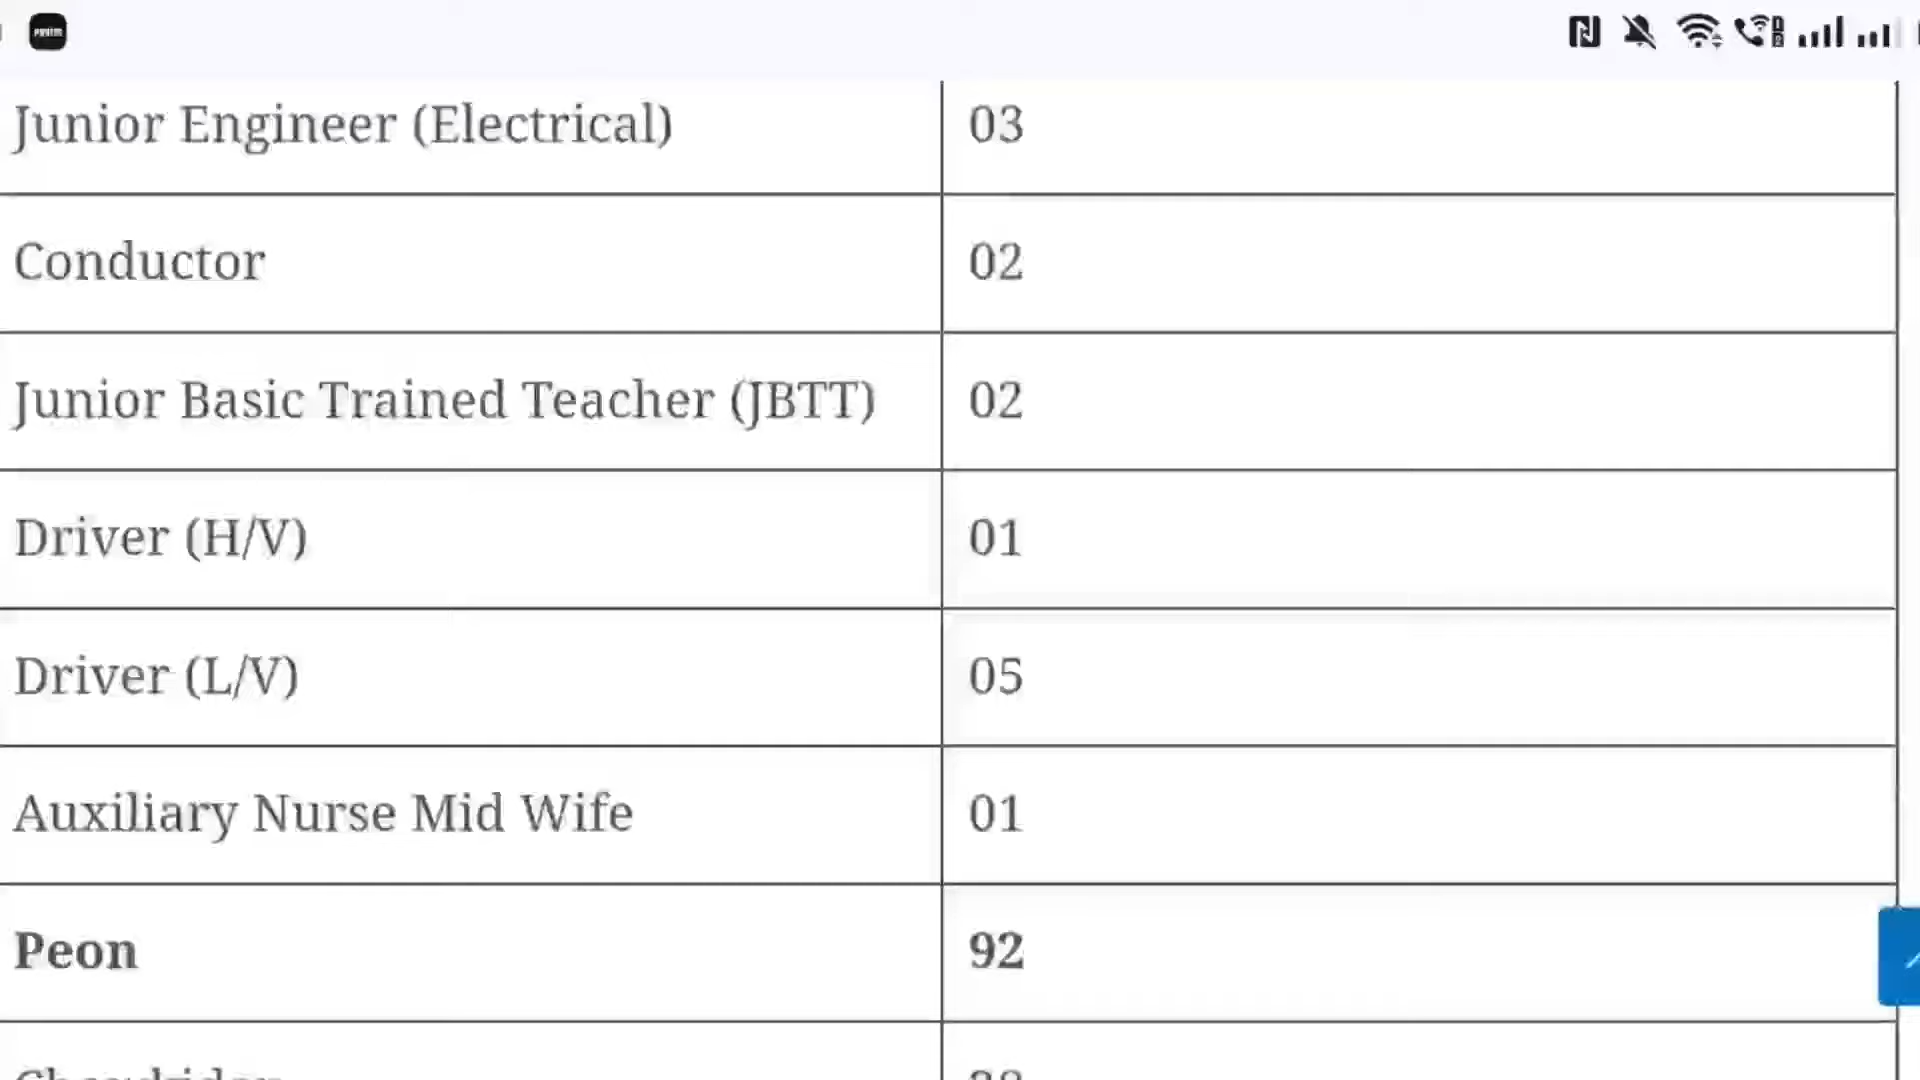 Junior Engineer (Electrical) 03
Conductor 02
Junior Basic Trained Teacher (JBTT) 02
Driver (H/V) 01
Driver (L/V) 05
Auxiliary Nurse Mid Wife 01
Peon 92